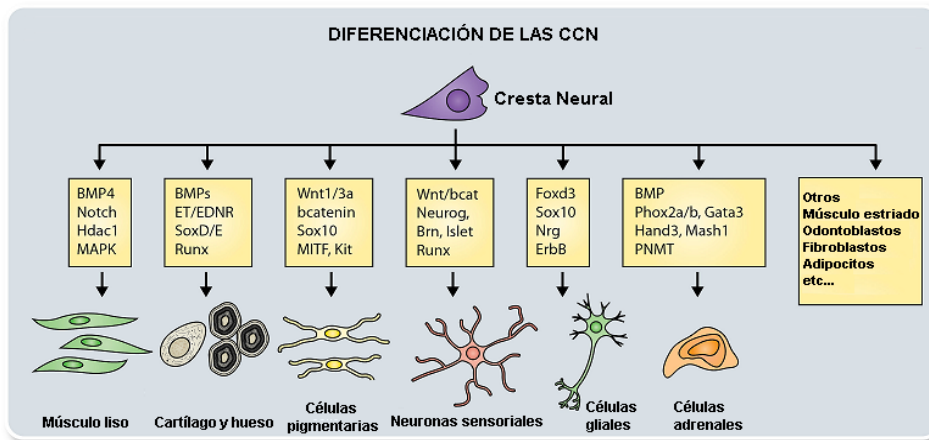 DIFERENCIACIÓN DE LAS CCN
Cresta Neural
BMP4
Notch
Hdac1
MAPK
BMPs
ET/EDNR
SoxD/E
Runx
Wnt1/3a
bcatenin
Sox10
MITF, Kit
Wnt/bcat
Neurog,
Brn, Islet
Runx
Foxd3
Sox10
Nrg
ErbB
BMP
Phox2a/b, Gata3
Hand3, Mash1
PNMT
Otros
Músculo estriado
Odontoblastos
Fibroblastos
Adipocitos
etc...
Músculo liso
Cartílago y hueso
Células
pigmentarias
Neuronas sensoriales
Células
gliales
Células
adrenales